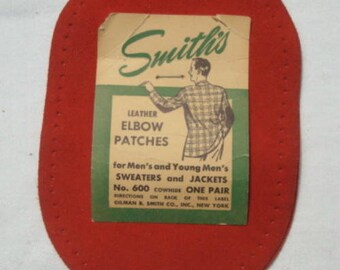 Smith's
LEATHER
ELBOW
PATCHES
for Men's and Young Men's
SWEATERS and JACKETS
No. 600 COWHIDE ONE PAIR
DIRECTIONS ON BACK OF THIS LABEL
GILMAN B. SMITH CO., INC., NEW YORK